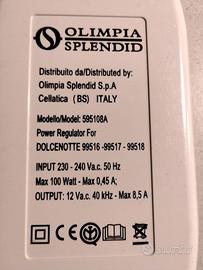 OLIMPIA
SPLENDID
Distribuito da/Distributed by:
Olimpia Splendid S.p.A
Cellatica (BS) ITALY
Modello/Model: 595108A
Power Regulator For
DOLCENOTTE 99516 -99517 - 99518
INPUT 230 - 240 Va.c. 50 Hz
Max 100 Watt - Max 0,45 A;
OUTPUT: 12 Va.c. 40 kHz - Max 8,5 A
CE
subito